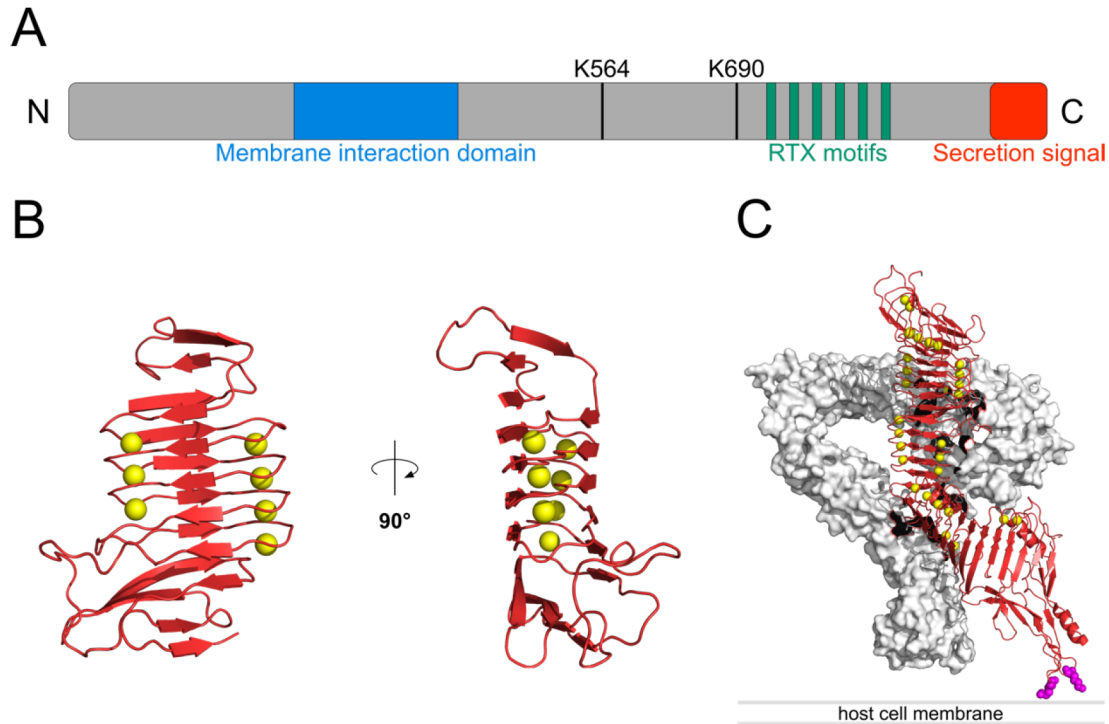 A
K564 K690
N C
Membrane interaction domain RTX motifs Secretion signal
B C
90°
host cell membrane